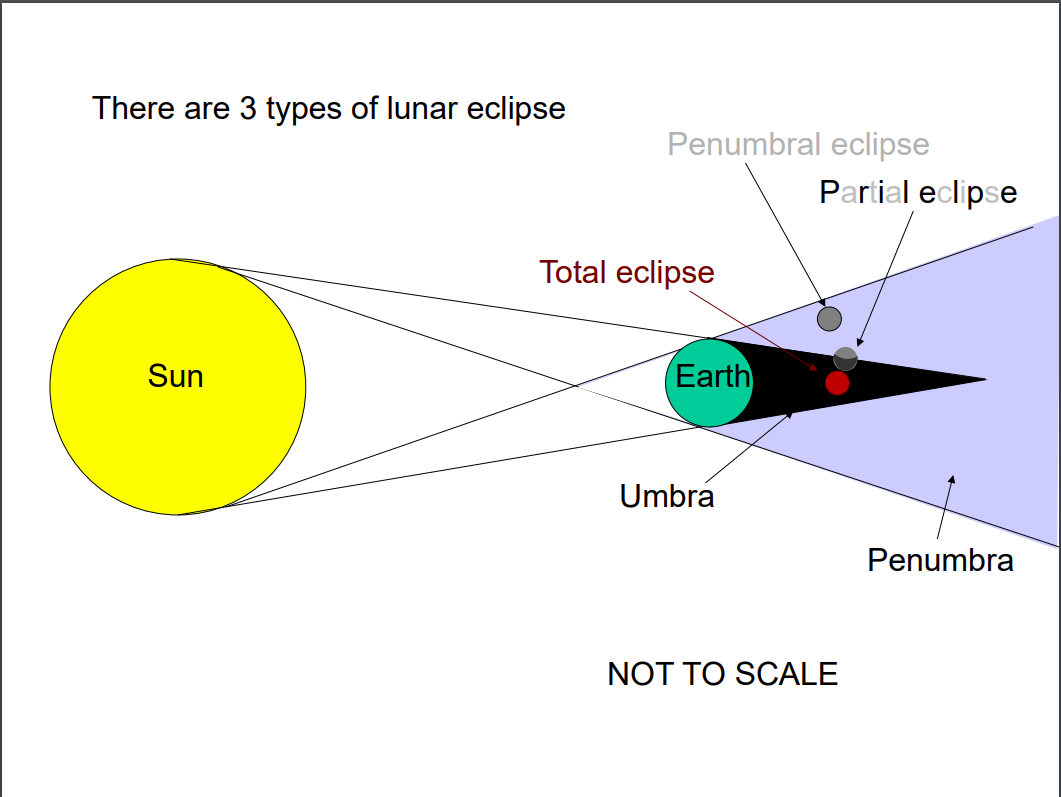 There are 3 types of lunar eclipse
Penumbral eclipse
Partial eclipse
Total eclipse
Sun
Earth
Umbra
Penumbra
NOT TO SCALE